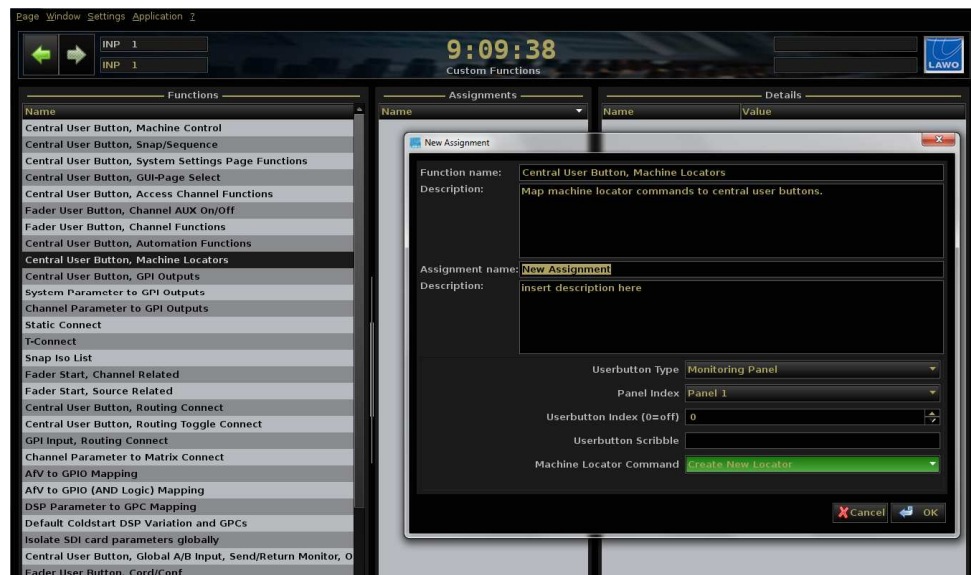 Page Window Settings Application ?
INP 1
INP 1
9:09:38
Custom Functions
LAWO
Functions
Name
Central User Button, Machine Control
Central User Button, Snap/Sequence
Central User Button, System Settings Page Functions
Central User Button, GUI-Page Select
Central User Button, Access Channel Functions
Fader User Button, Channel AUX On/Off
Fader User Button, Channel Functions
Central User Button, Automation Functions
Central User Button, Machine Locators
Central User Button, GPI Outputs
System Parameter to GPI Outputs
Channel Parameter to GPI Outputs
Static Connect
T-Connect
Snap Iso List
Fader Start, Channel Related
Fader Start, Source Related
Central User Button, Routing Connect
Central User Button, Routing Toggle Connect
GPI Input, Routing Connect
Channel Parameter to Matrix Connect
AfV to GPIO Mapping
AfV to GPIO (AND Logic) Mapping
DSP Parameter to GPC Mapping
Default Coldstart DSP Variation and GPCs
Isolate SDI card parameters globally
Central User Button, Global A/B Input, Send/Return Monitor, O
Fader User Button, Cord/Conf
Assignments
Name
Details
Name Value
New Assignment
Function name: Central User Button, Machine Locators
Description: Map machine locator commands to central user buttons.
Assignment name: New Assignment
Description: insert description here
Userbutton Type Monitoring Panel
Panel Index Panel 1
Userbutton Index (0=off) 0
Userbutton Scribble
Machine Locator Command Create New Locator
Cancel OK